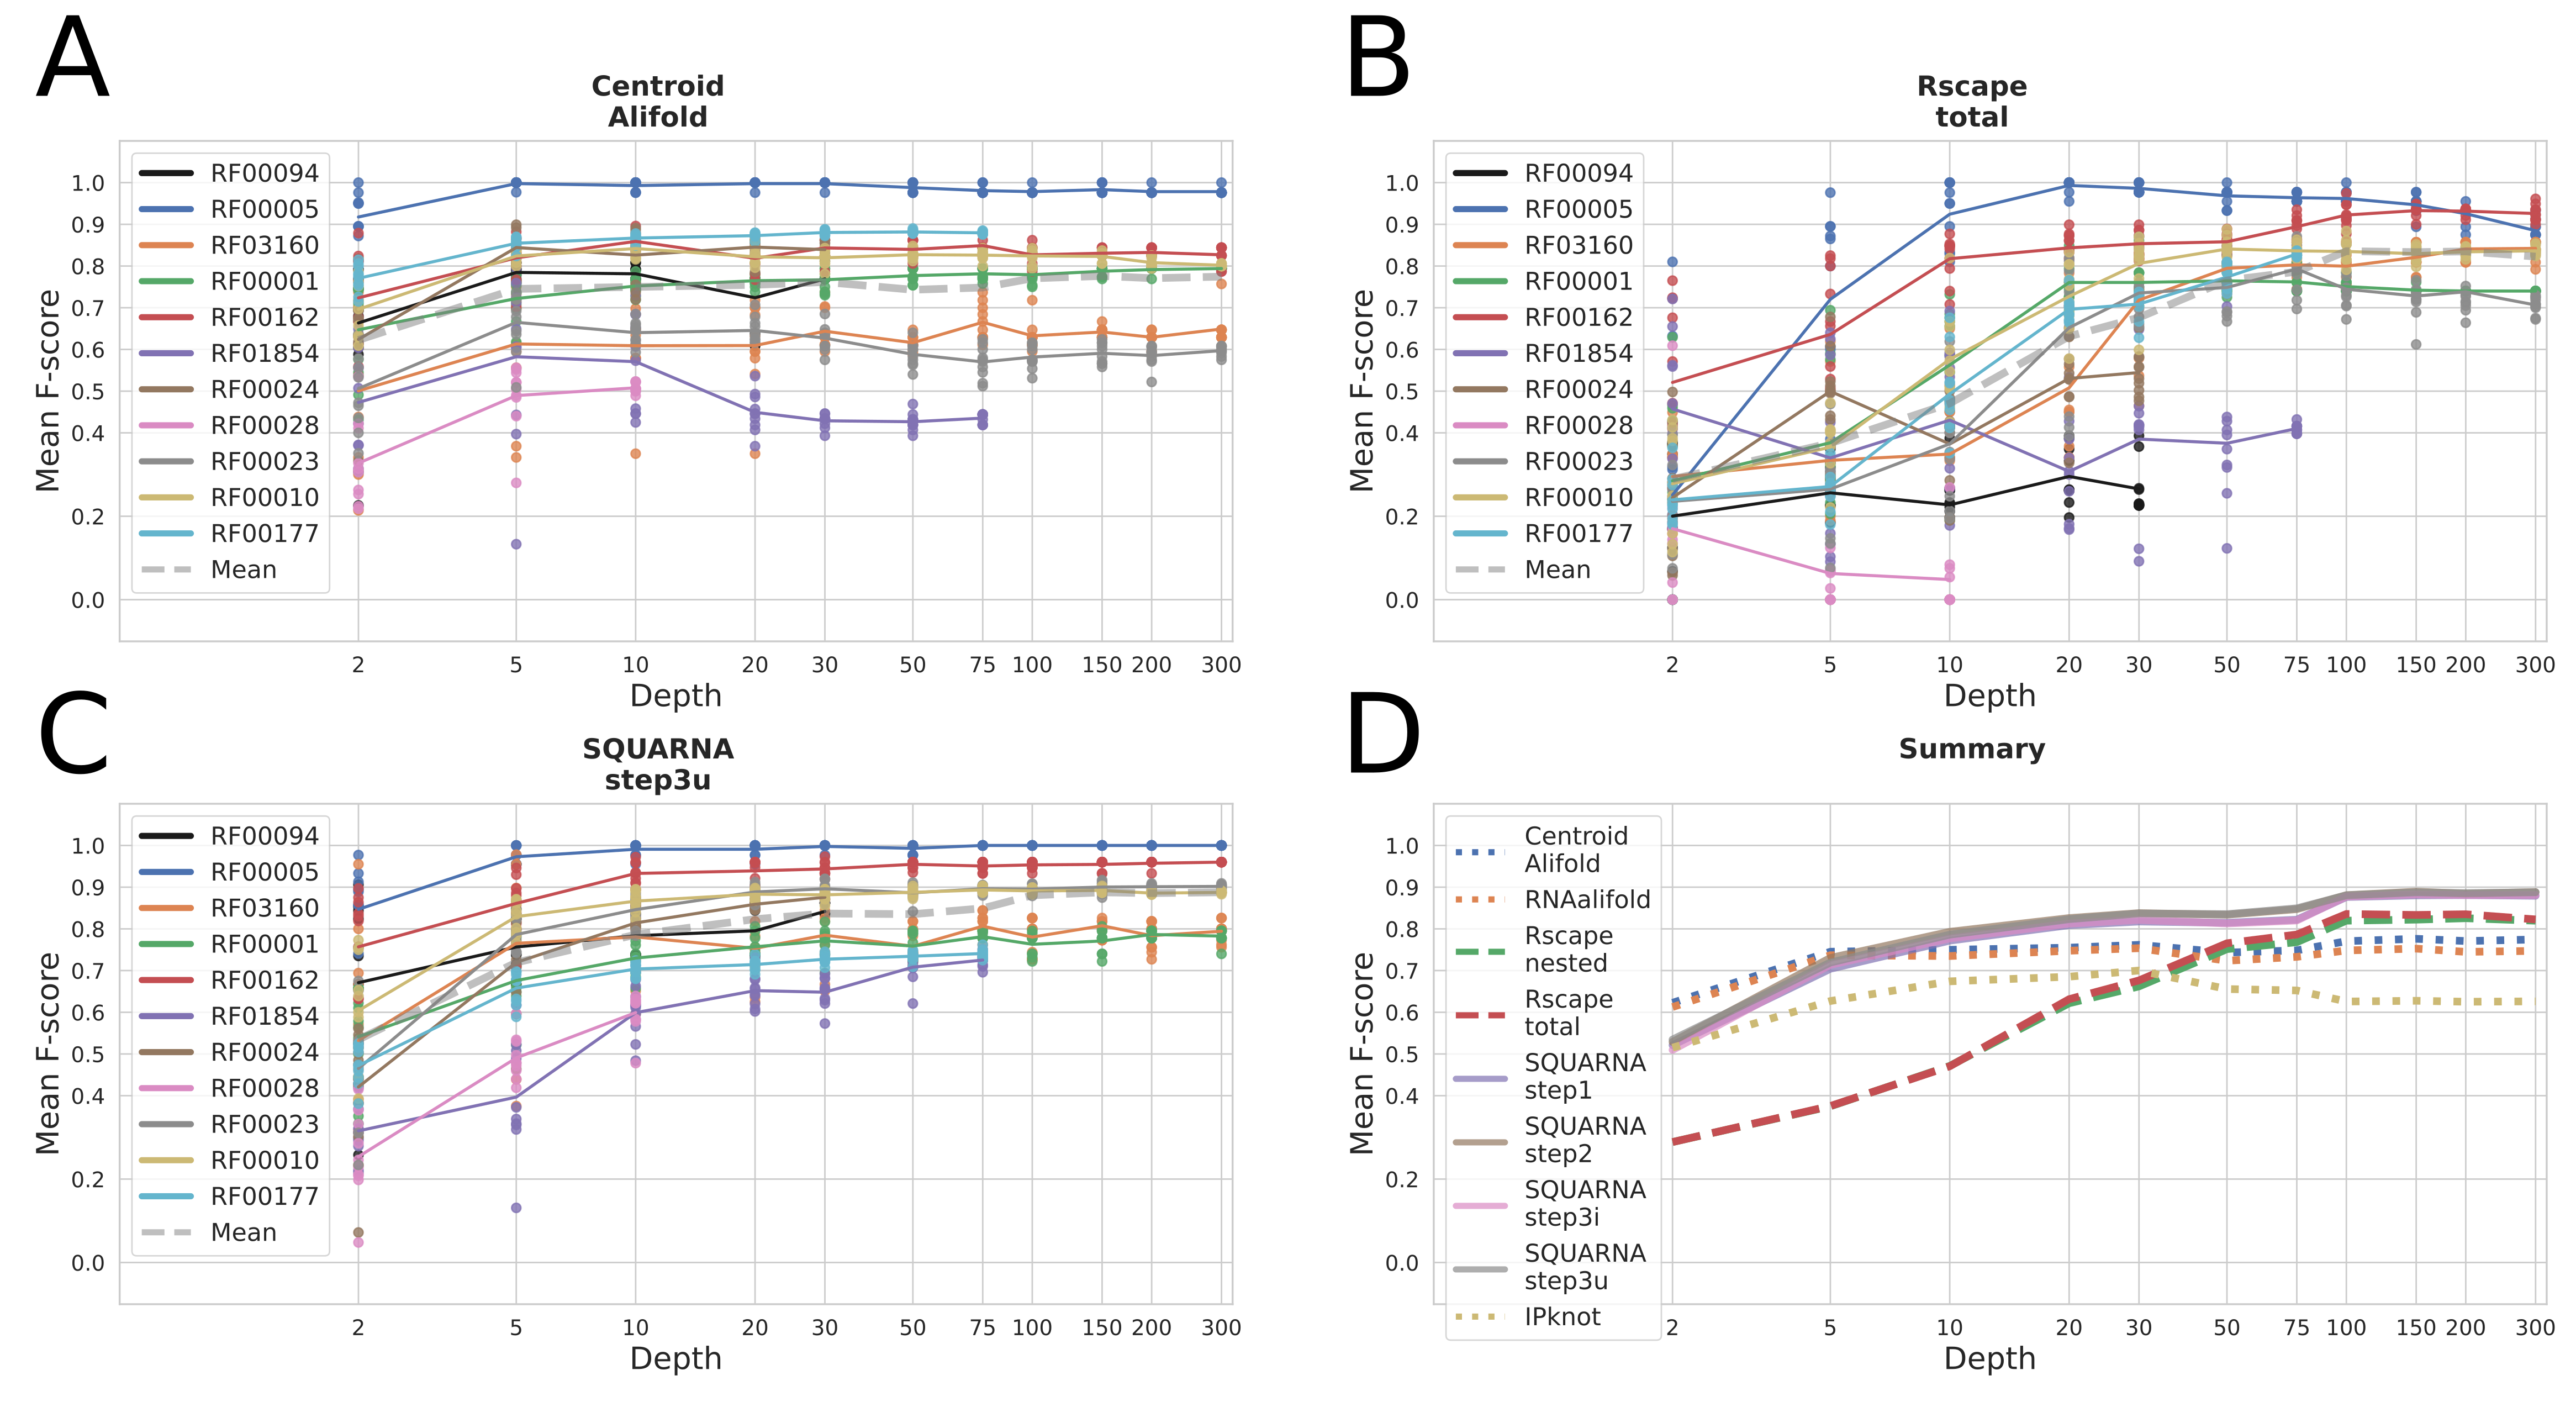 A
Centroid
Alifold
Mean F-score
1.0
0.9
0.8
0.7
0.6
0.5
0.4
0.2
0.0
RF00094
RF00005
RF03160
RF00001
RF00162
RF01854
RF00024
RF00028
RF00023
RF00010
RF00177
Mean
2 5 10 20 30 50 75 100 150 200 300
Depth
B
Rscape
total
Mean F-score
1.0
0.9
0.8
0.7
0.6
0.5
0.4
0.2
0.0
RF00094
RF00005
RF03160
RF00001
RF00162
RF01854
RF00024
RF00028
RF00023
RF00010
RF00177
Mean
2 5 10 20 30 50 75 100 150 200 300
Depth
C
SQUARNA
step3u
Mean F-score
1.0
0.9
0.8
0.7
0.6
0.5
0.4
0.2
0.0
RF00094
RF00005
RF03160
RF00001
RF00162
RF01854
RF00024
RF00028
RF00023
RF00010
RF00177
Mean
2 5 10 20 30 50 75 100 150 200 300
Depth
D
Summary
Mean F-score
1.0
0.9
0.8
0.7
0.6
0.5
0.4
0.2
0.0
Centroid
Alifold
RNAalifold
Rscape
nested
Rscape
total
SQUARNA
step1
SQUARNA
step2
SQUARNA
step3i
SQUARNA
step3u
IPknot
2 5 10 20 30 50 75 100 150 200 300
Depth